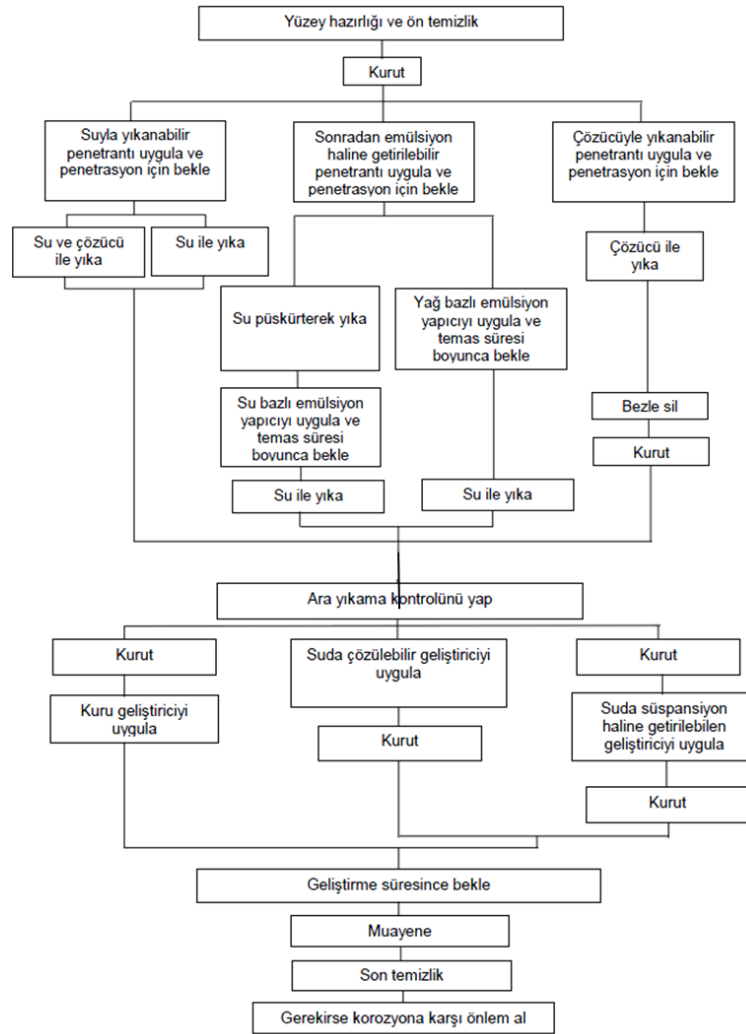 Yüzey hazırlığı ve ön temizlik
Kurut
Suyla yıkanabilir
penetrantı uygula ve
penetrasyon için bekle
Sonradan emülsiyon
haline getirilebilir
penetrantı uygula ve
penetrasyon için bekle
Çözücüyle yıkanabilir
penetrantı uygula ve
penetrasyon için bekle
Su ve çözücü
ile yıka
Su ile yıka
Çözücü ile
yıka
Su püskürterek yıka
Yağ bazlı emülsiyon
yapıcıyı uygula ve
temas süresi
boyunca bekle
Su bazlı emülsiyon
yapıcıyı uygula ve
temas süresi
boyunca bekle
Bezle sil
Kurut
Su ile yıka
Su ile yıka
Ara yıkama kontrolünü yap
Kurut
Suda çözülebilir geliştiriciyi
uygula
Kurut
Kuru geliştiriciyi
uygula
Kurut
Suda süspansiyon
haline getirilebilen
geliştiriciyi uygula
Kurut
Geliştirme süresince bekle
Muayene
Son temizlik
Gerekirse korozyona karşı önlem al